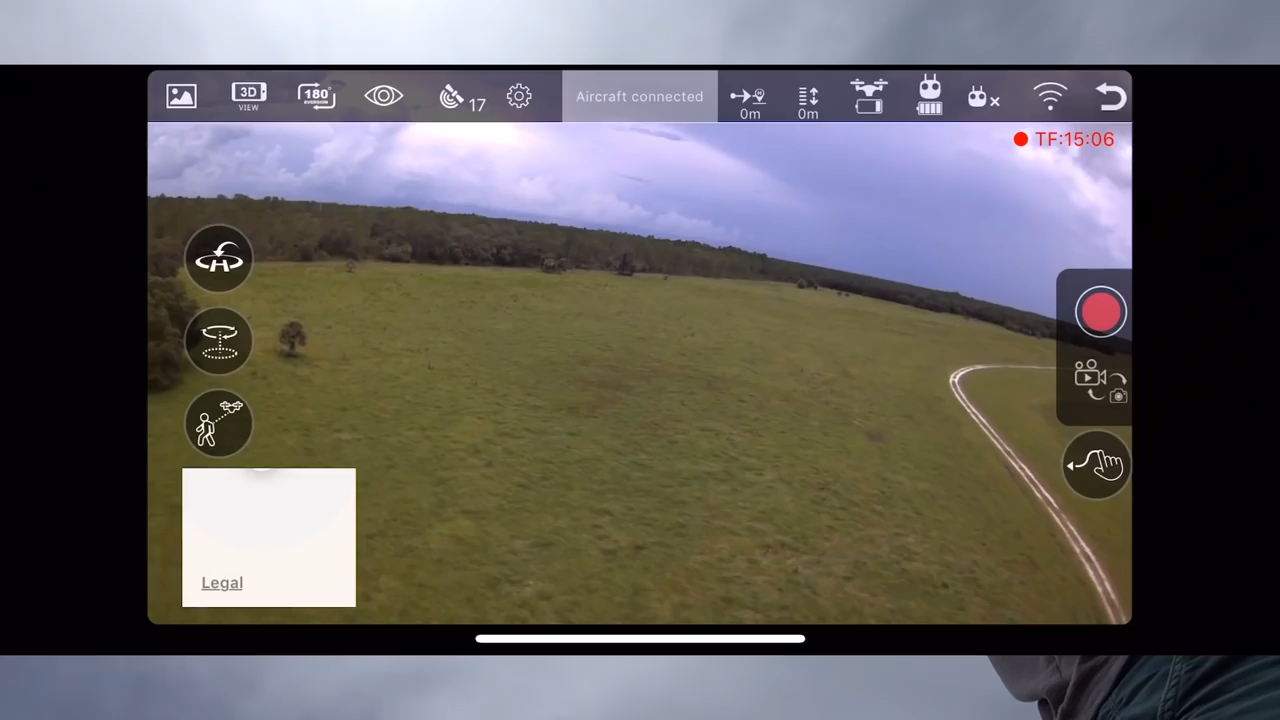 3D
VIEW
180°
17
Aircraft connected
0m
0m
TF:15:06
H
Legal